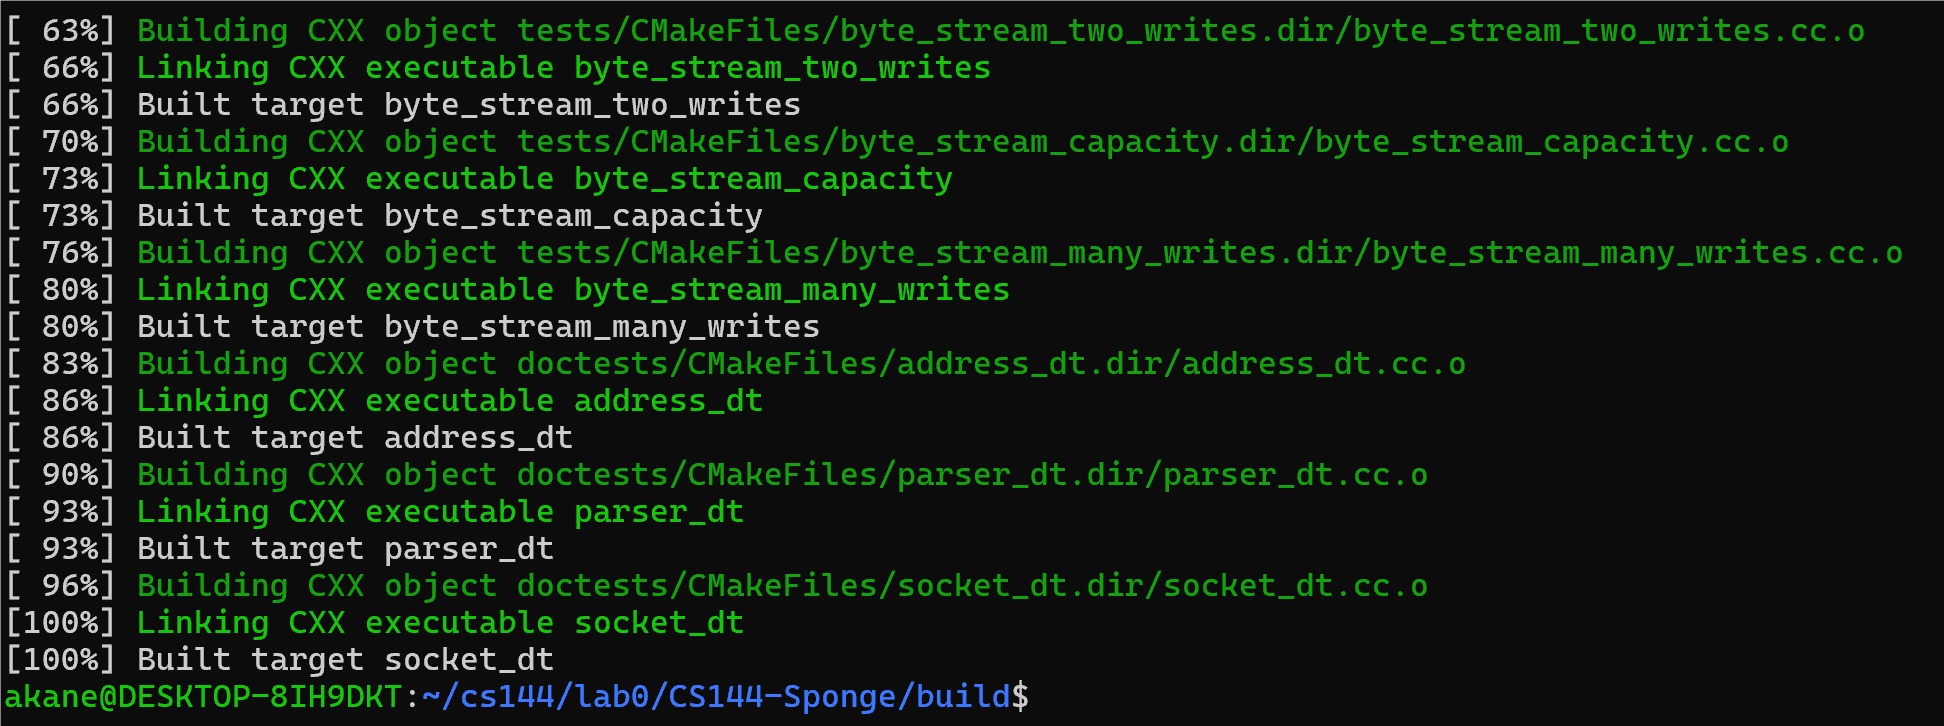 [ 63%] Building CXX object tests/CMakeFiles/byte_stream_two_writes.dir/byte_stream_two_writes.cc.o
[ 66%] Linking CXX executable byte_stream_two_writes
[ 66%] Built target byte_stream_two_writes
[ 70%] Building CXX object tests/CMakeFiles/byte_stream_capacity.dir/byte_stream_capacity.cc.o
[ 73%] Linking CXX executable byte_stream_capacity
[ 73%] Built target byte_stream_capacity
[ 76%] Building CXX object tests/CMakeFiles/byte_stream_many_writes.dir/byte_stream_many_writes.cc.o
[ 80%] Linking CXX executable byte_stream_many_writes
[ 80%] Built target byte_stream_many_writes
[ 83%] Building CXX object doctests/CMakeFiles/address_dt.dir/address_dt.cc.o
[ 86%] Linking CXX executable address_dt
[ 86%] Built target address_dt
[ 90%] Building CXX object doctests/CMakeFiles/parser_dt.dir/parser_dt.cc.o
[ 93%] Linking CXX executable parser_dt
[ 93%] Built target parser_dt
[ 96%] Building CXX object doctests/CMakeFiles/socket_dt.dir/socket_dt.cc.o
[100%] Linking CXX executable socket_dt
[100%] Built target socket_dt
akane@DESKTOP-8IH9DKT:~/cs144/lab0/CS144-Sponge/build$